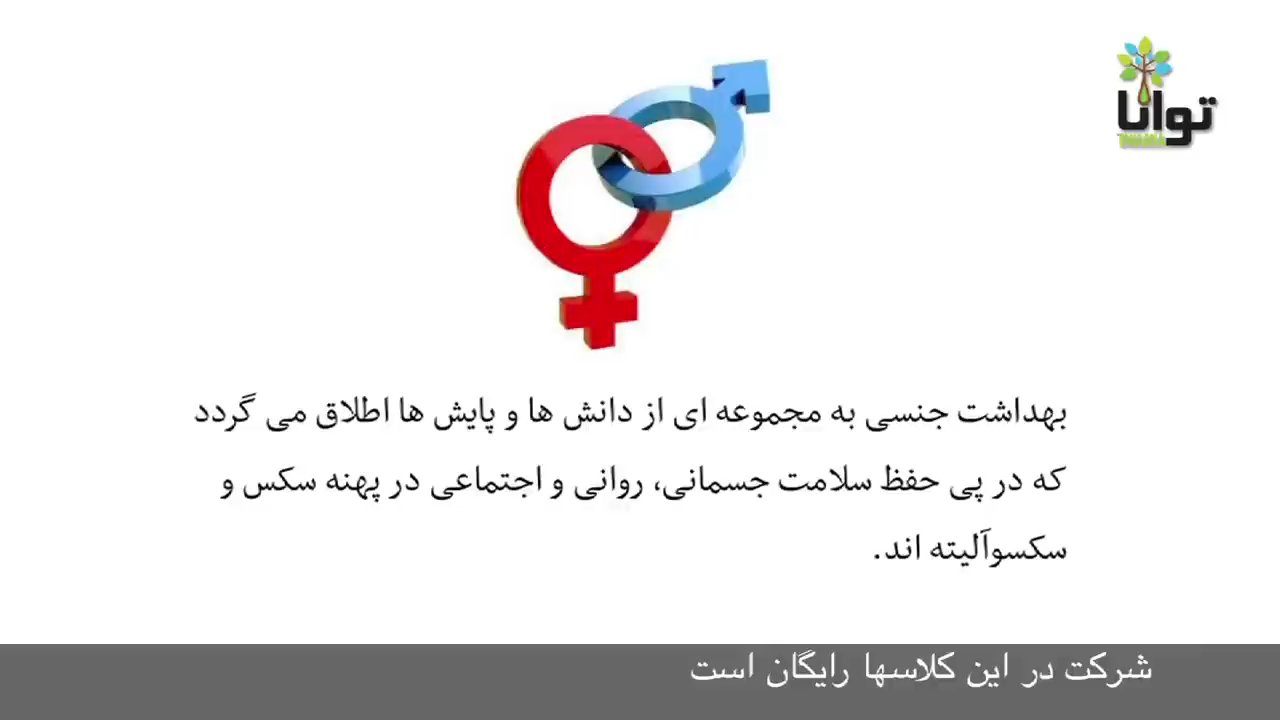 توانا
TAVAANA
بهداشت جنسی به مجموعه ای از دانش ها و پایش ها اطلاق می گردد
که در پی حفظ سلامت جسمانی، روانی و اجتماعی در پهنه سکس و
سکسوآلیته اند.
شرکت در این کلاسها رایگان است